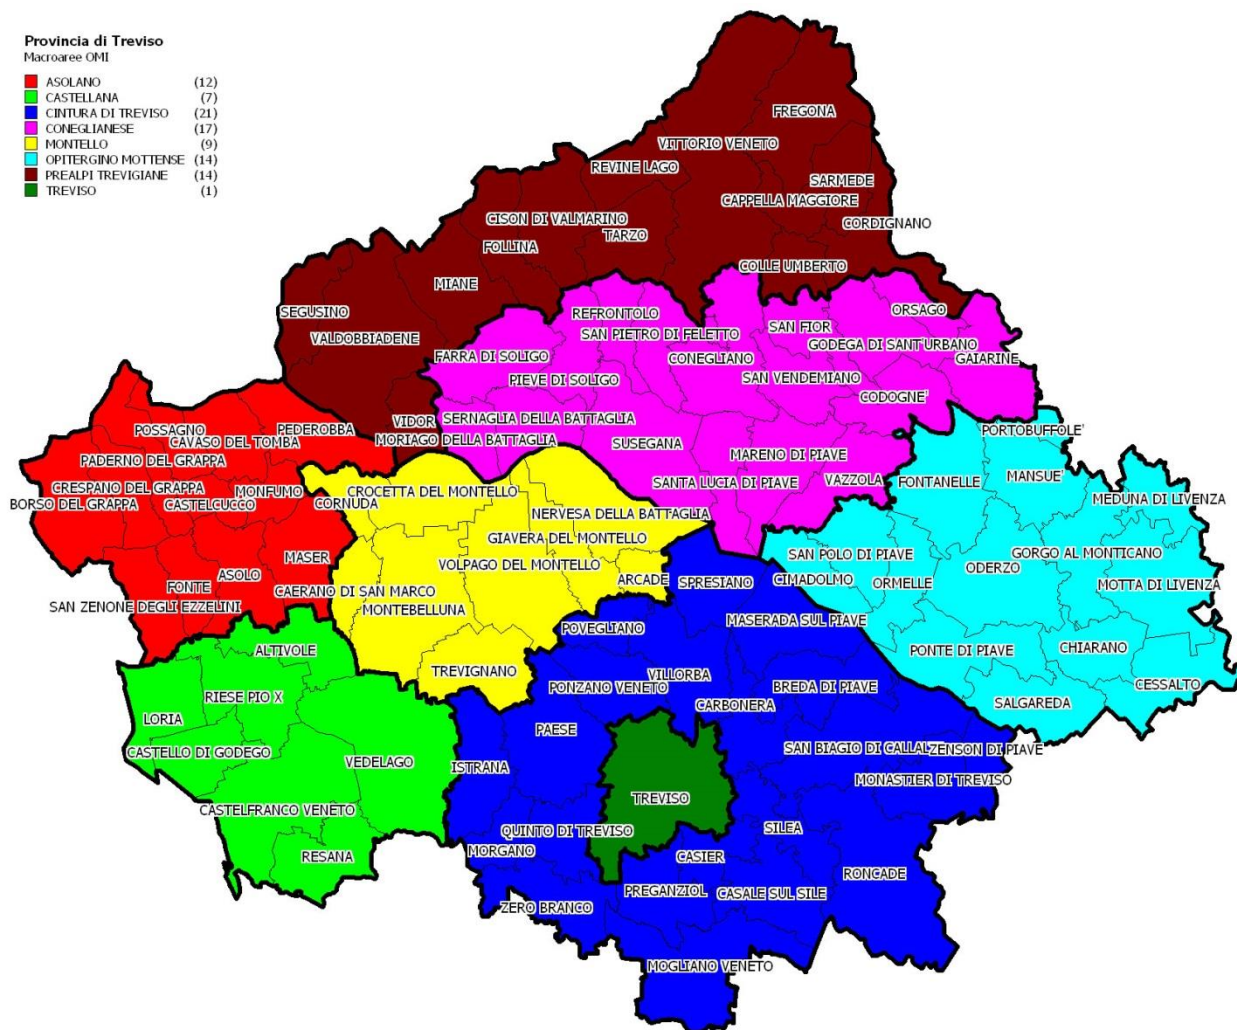 Provincia di Treviso
Macroaree OMI
ASOLANO (12)
CASTELLANA (7)
CINTURA DI TREVISO (21)
CONEGLIANESE (17)
MONTELLO (9)
OPITERGINO MOTTENSE (14)
PREALPI TREVIGIANE (14)
TREVISO (1)
FREGONA
VITTORIO VENETO
REVINE LAGO
SARMEDE
CAPPELLA MAGGIORE
CISON DI VALMARINO
CORDIGNANO
TARZO
FOLLINA
COLLE UMBERTO
MIANE
SEGUSINO
ORSAGO
REFRONTOLO
SAN FIOR
SAN PIETRO DI FELETTO
VALDOBBIADENE
GODEGA DI SANT'URBANO
FARRA DI SOLIGO
CONEGLIANO
GAIARINE
SAN VENDEMIANO
PIEVE DI SOLIGO
CODOGNE'
VIDOR
SERNAGLIA DELLA BATTAGLIA
POSSAGNO
PEDEROBBA
PORTOBUFFOLE'
CAVASO DEL TOMBA
MORIAGO DELLA BATTAGLIA
SUSEGANA
MARENO DI PIAVE
PADERNO DEL GRAPPA
MANSUE'
VAZZOLA
FONTANELLE
SANTA LUCIA DI PIAVE
CRESPANO DEL GRAPPA
MONFUMO
CROCETTA DEL MONTELLO
MEDUNA DI LIVENZA
BORSO DEL GRAPPA
CASTELCUCCO
CORNUDA
NERVESA DELLA BATTAGLIA
GIAVERA DEL MONTELLO
SAN POLO DI PIAVE
GORGO AL MONTICANO
MASER
VOLPAGO DEL MONTELLO
ODERZO
ASOLO
ARCADE
SPRESIANO
CIMADOLMO
ORMELLE
MOTTA DI LIVENZA
FONTE
CAERANO DI SAN MARCO
SAN ZENONE DEGLI EZZELINI
MONTEBELLUNA
MASERADA SUL PIAVE
POVEGLIANO
ALTIVOLE
PONTE DI PIAVE
CHIARANO
TREVIGNANO
VILLORBA
CESSALTO
PONZANO VENETO
BREDA DI PIAVE
RIESE PIO X
SALGAREDA
CARBONERA
LORIA
PAESE
CASTELLO DI GODEGO
SAN BIAGIO DI CALLAL
ZENSON DI PIAVE
VEDELAGO
ISTRANA
MONASTIER DI TREVISO
TREVISO
CASTELFRANCO VENETO
SILEA
QUINTO DI TREVISO
MORGANO
RESANA
CASIER
RONCADE
PREGANZIOL
CASALE SUL SILE
ZERO BRANCO
MOGLIANO VENETO